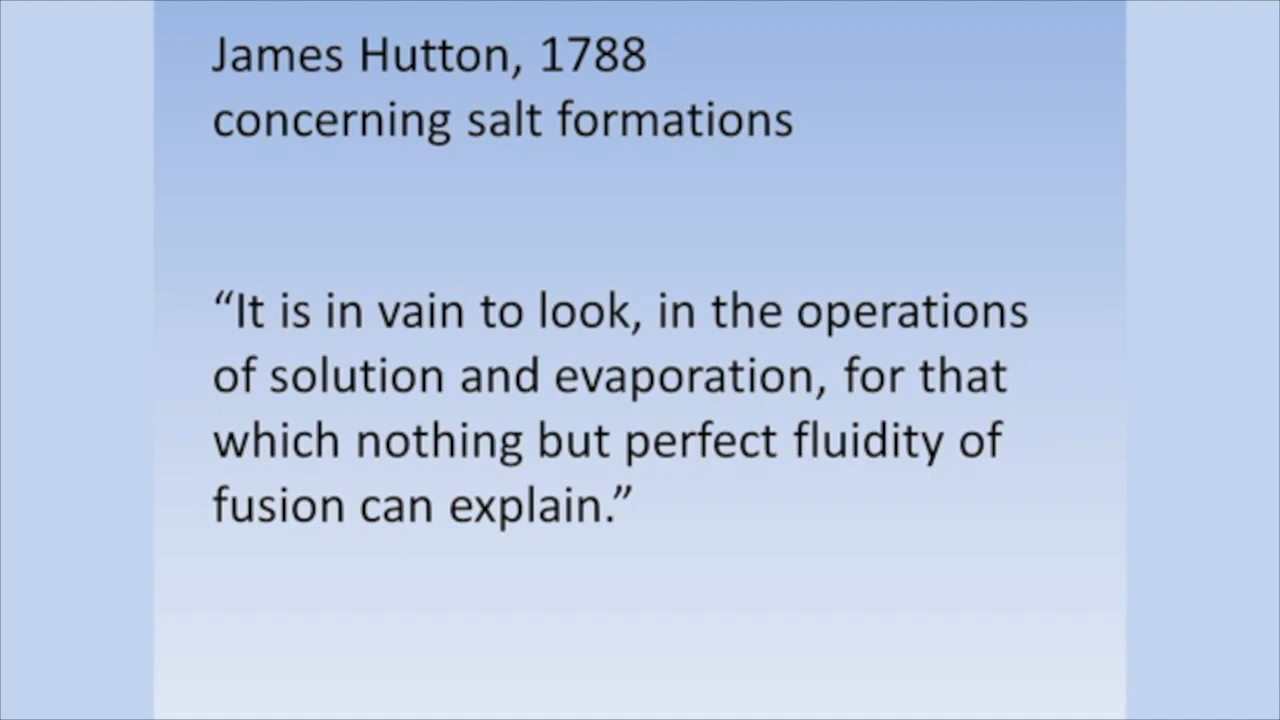 James Hutton, 1788
concerning salt formations
“It is in vain to look, in the operations
of solution and evaporation, for that
which nothing but perfect fluidity of
fusion can explain.”